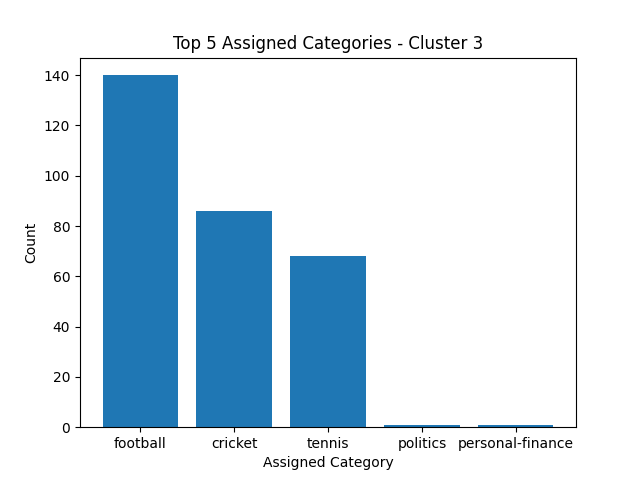 Top 5 Assigned Categories - Cluster 3
140
120
100
80
60
40
20
0
Count
football cricket tennis politics personal-finance
Assigned Category